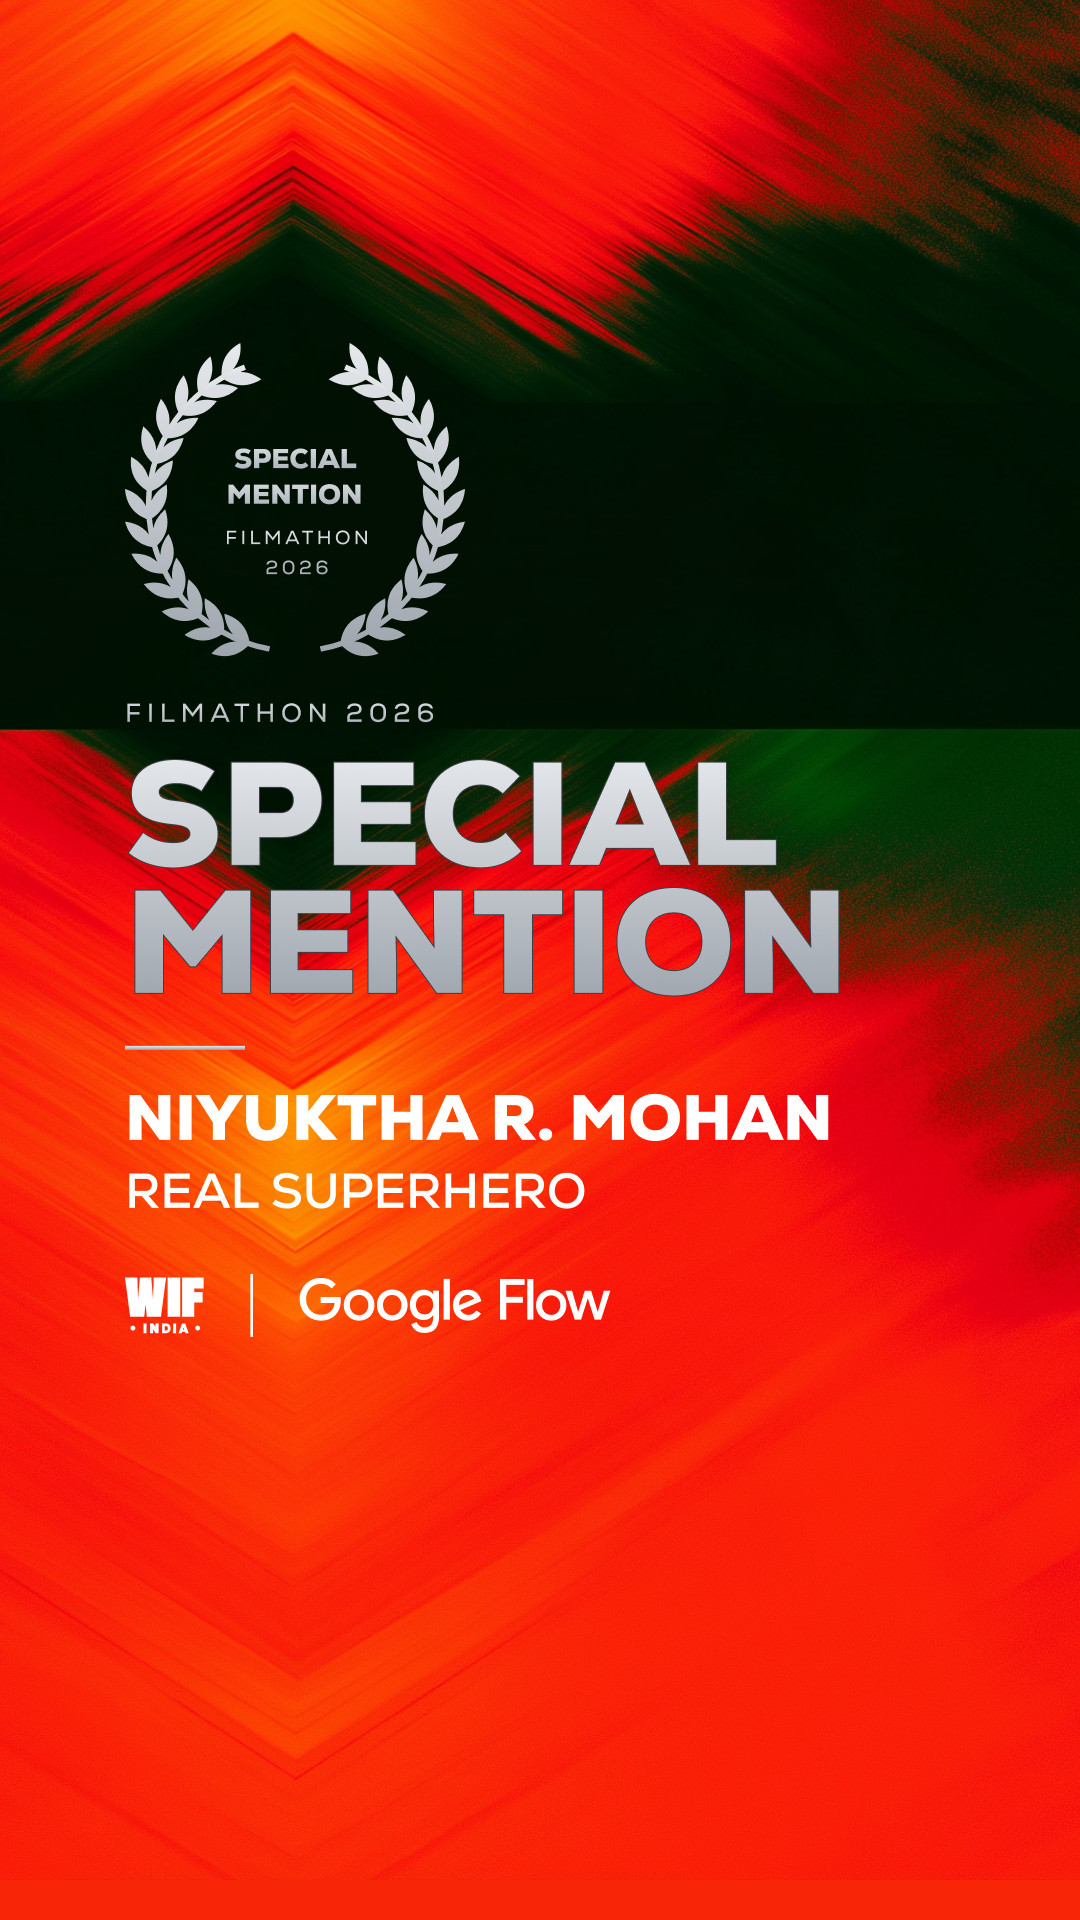 SPECIAL
MENTION
FILMATHON
2026
FILMATHON 2026
SPECIAL
MENTION
NIYUKTHA R. MOHAN
REAL SUPERHERO
WIF
• INDIA •
Google Flow